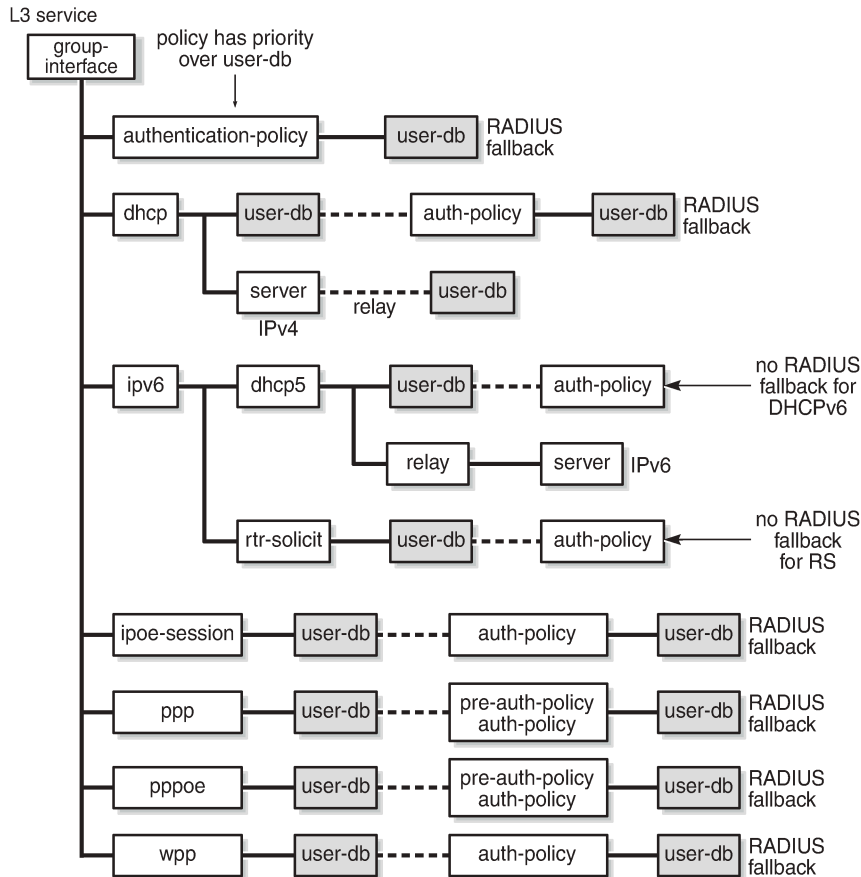 L3 service
group-
interface
policy has priority
over user-db
authentication-policy
user-db
RADIUS
fallback
dhcp
user-db
auth-policy
user-db
RADIUS
fallback
server
relay
user-db
IPv4
ipv6
dhcp5
user-db
auth-policy
no RADIUS
fallback for
DHCPv6
relay
server
IPv6
rtr-solicit
user-db
auth-policy
no RADIUS
fallback
for RS
ipoe-session
user-db
auth-policy
user-db
RADIUS
fallback
ppp
user-db
pre-auth-policy
auth-policy
user-db
RADIUS
fallback
pppoe
user-db
pre-auth-policy
auth-policy
user-db
RADIUS
fallback
wpp
user-db
auth-policy
user-db
RADIUS
fallback